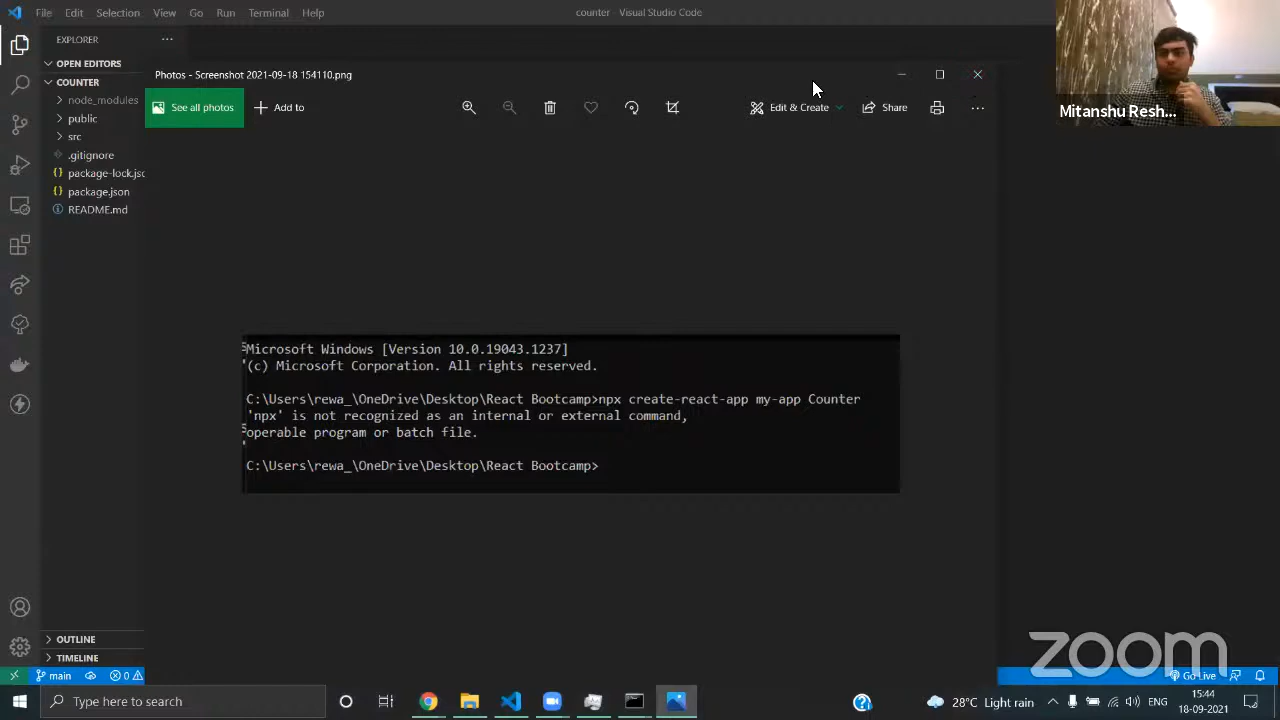 File Edit Selection View Go Run Terminal Help
counter - Visual Studio Code
EXPLORER
OPEN EDITORS
COUNTER
node_modules
public
src
.gitignore
package-lock.jsc
package.json
README.md
OUTLINE
TIMELINE
Photos - Screenshot 2021-09-18 154110.png
See all photos
Add to
Edit & Create
Share
Mitanshu Resh...
Microsoft Windows [Version 10.0.19043.1237]
(c) Microsoft Corporation. All rights reserved.
C:\Users\rewa_\OneDrive\Desktop\React Bootcamp>npx create-react-app my-app Counter
'npx' is not recognized as an internal or external command,
operable program or batch file.
C:\Users\rewa_\OneDrive\Desktop\React Bootcamp>
zoom
main
0
Go Live
Type here to search
28°C Light rain
ENG
15:44
18-09-2021